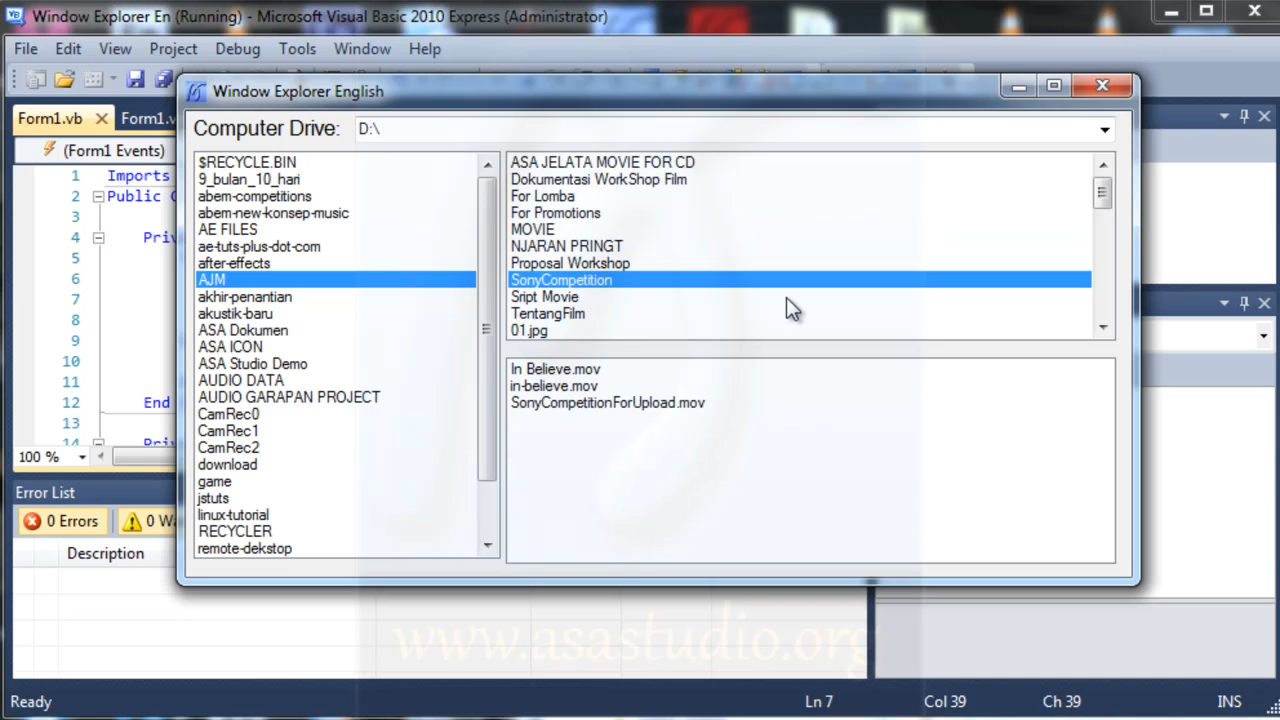 Window Explorer En (Running) - Microsoft Visual Basic 2010 Express (Administrator)
File Edit View Project Debug Tools Window Help
Window Explorer English
Form1.vb
Computer Drive: D:\
(Form1 Events)
$RECYCLE.BIN
9_bulan_10_hari
abem-competitions
abem-new-konsep-music
AE FILES
ae-tuts-plus-dot-com
after-effects
AJM
akhir-penantian
akustik-baru
ASA Dokumen
ASA ICON
ASA Studio Demo
AUDIO DATA
AUDIO GARAPAN PROJECT
CamRec0
CamRec1
CamRec2
download
game
jstuts
linux-tutorial
RECYCLER
remote-dekstop
ASA JELATA MOVIE FOR CD
Dokumentasi WorkShop Film
For Lomba
For Promotions
MOVIE
NJARAN PRINGT
Proposal Workshop
SonyCompetition
Sript Movie
TentangFilm
01.jpg
In Believe.mov
in-believe.mov
SonyCompetitionForUpload.mov
1 Imports
2 Public
3
4
5
6
7
8
9
10
11
12 End
13
14
100 %
Error List
0 Errors
Description
www.asastudio.org
Ready Ln 7 Col 39 Ch 39 INS